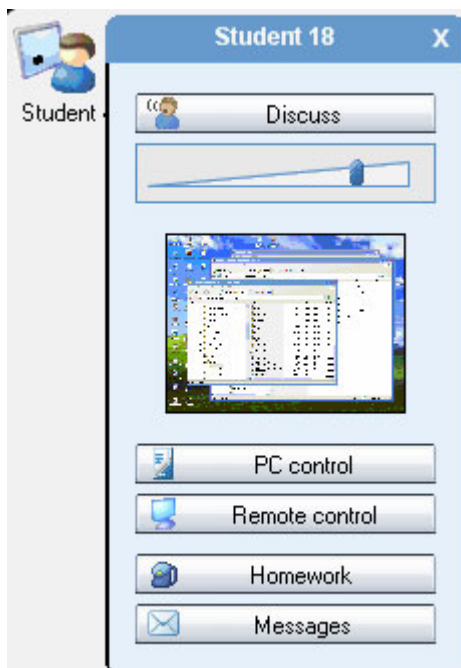 Student 18 X
Student
Discuss
PC control
Remote control
Homework
Messages